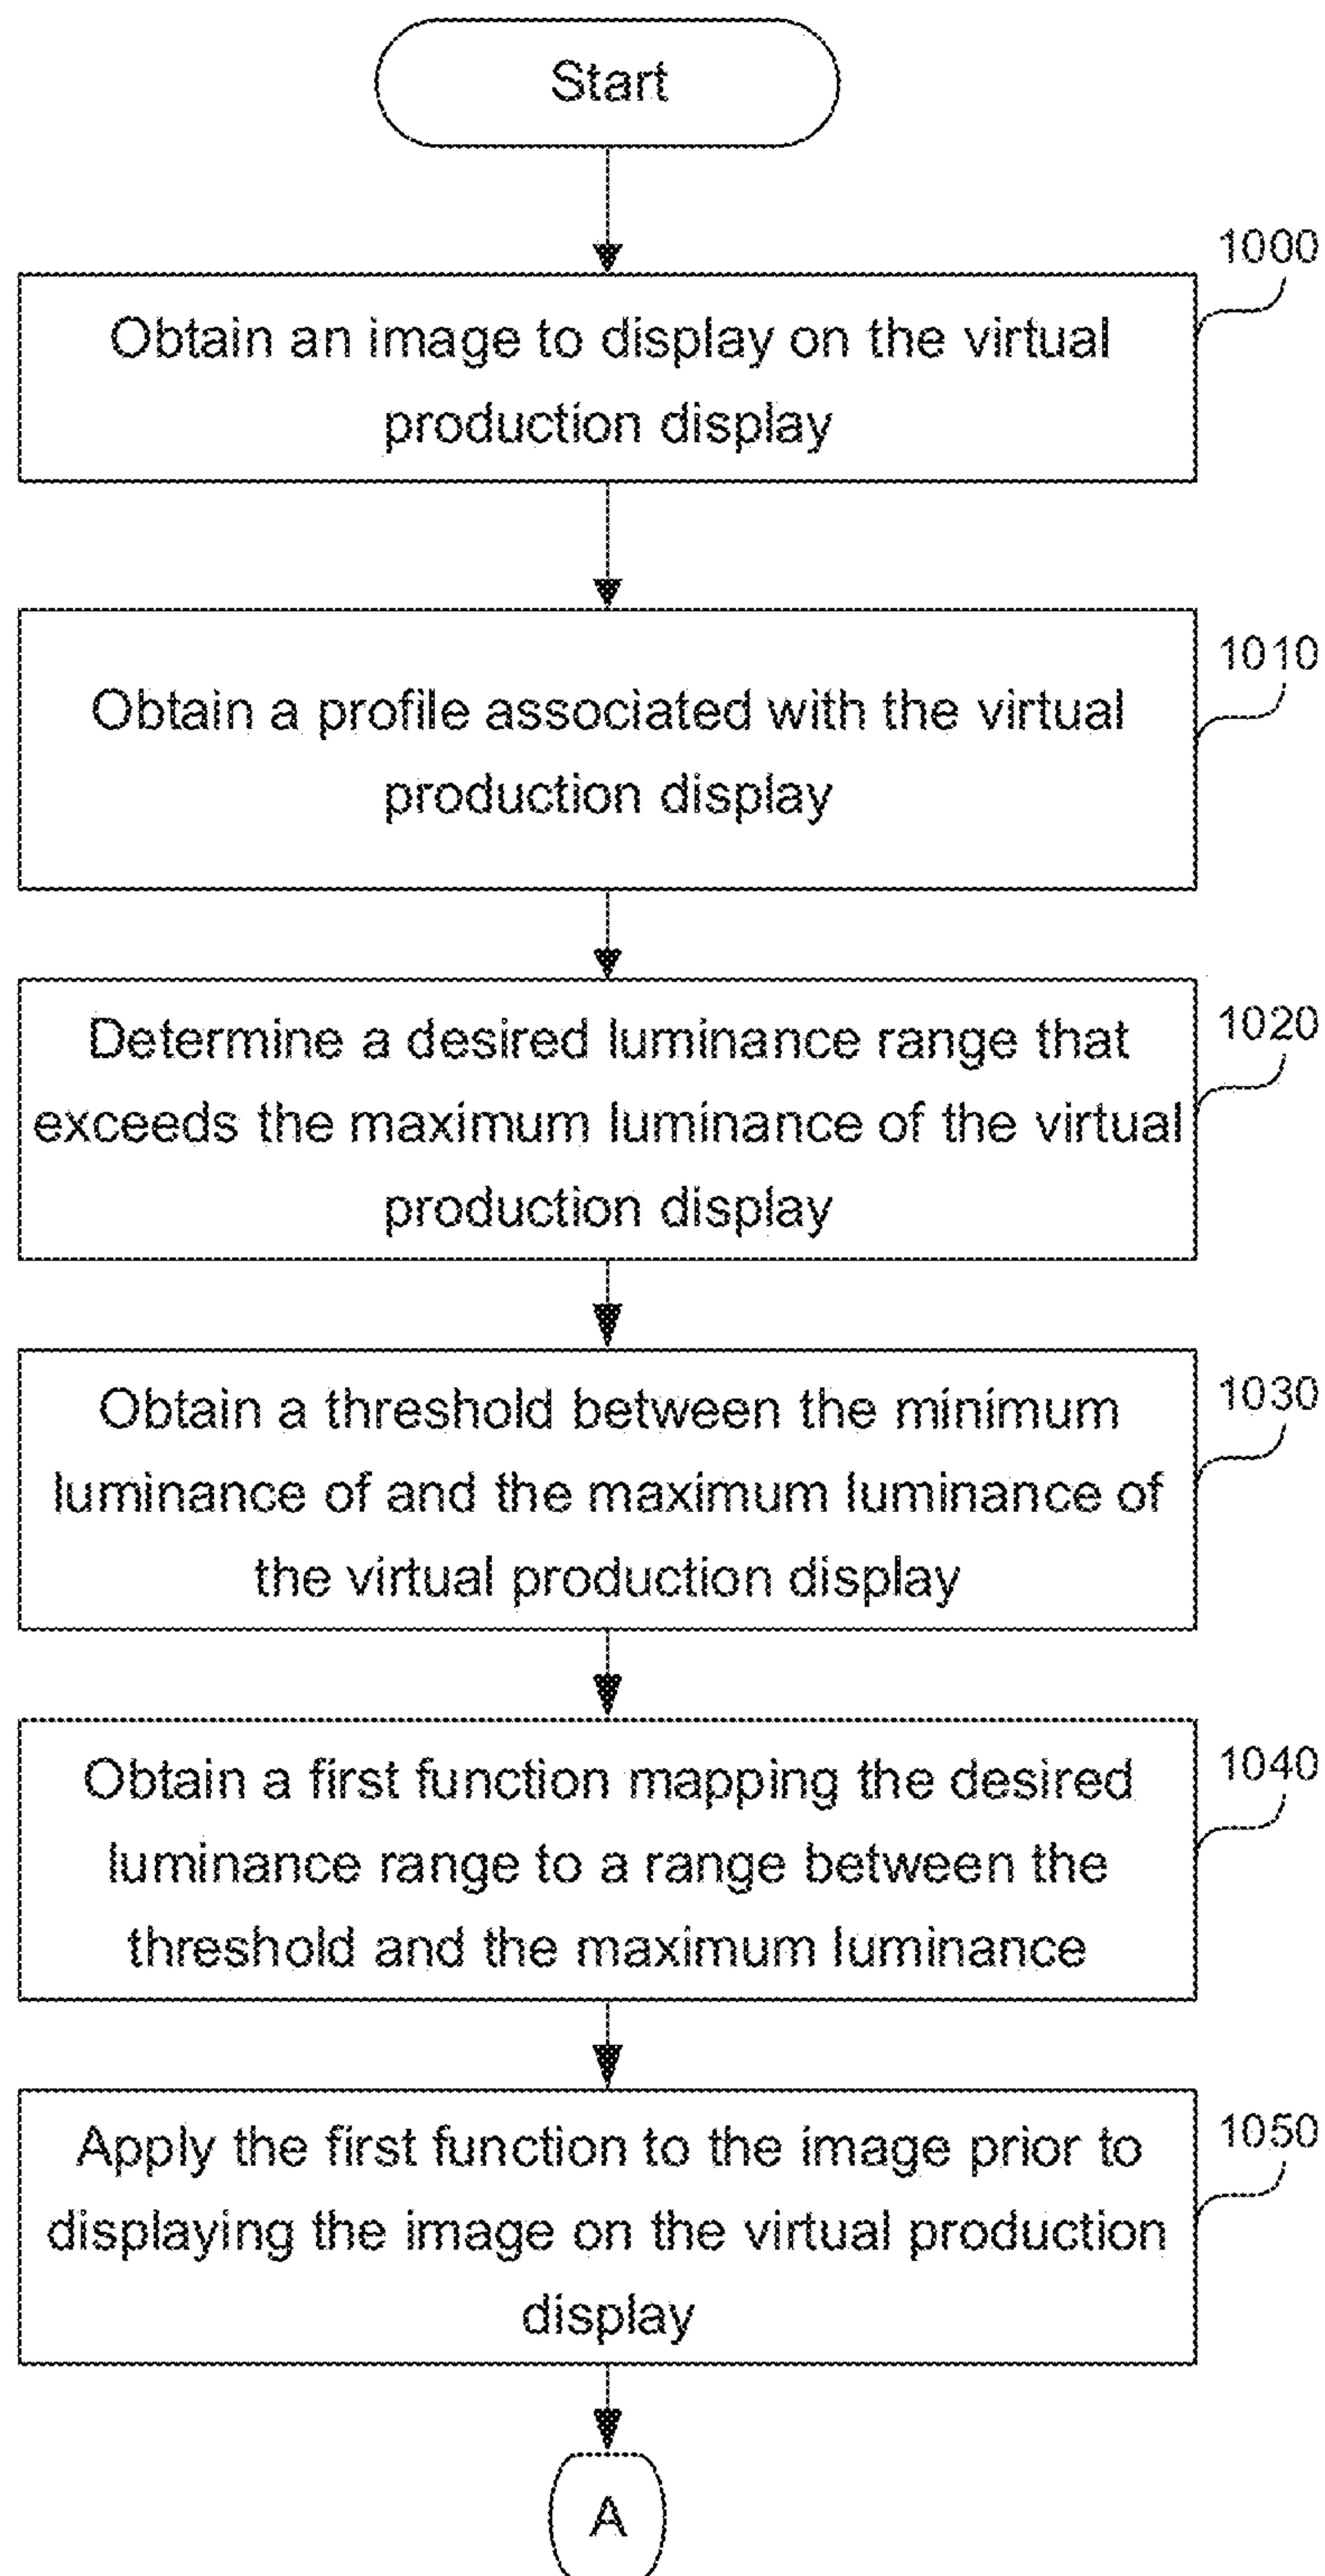 Start
1000
Obtain an image to display on the virtual
production display
1010
Obtain a profile associated with the virtual
production display
1020
Determine a desired luminance range that
exceeds the maximum luminance of the virtual
production display
1030
Obtain a threshold between the minimum
luminance of and the maximum luminance of
the virtual production display
1040
Obtain a first function mapping the desired
luminance range to a range between the
threshold and the maximum luminance
1050
Apply the first function to the image prior to
displaying the image on the virtual production
display
A